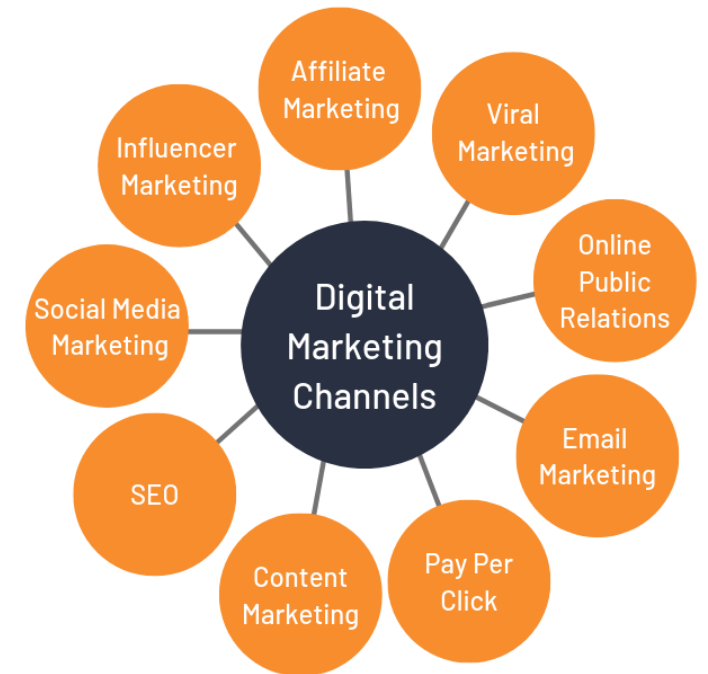 Digital
Marketing
Channels
Affiliate
Marketing
Viral
Marketing
Online
Public
Relations
Email
Marketing
Pay Per
Click
Content
Marketing
SEO
Social Media
Marketing
Influencer
Marketing